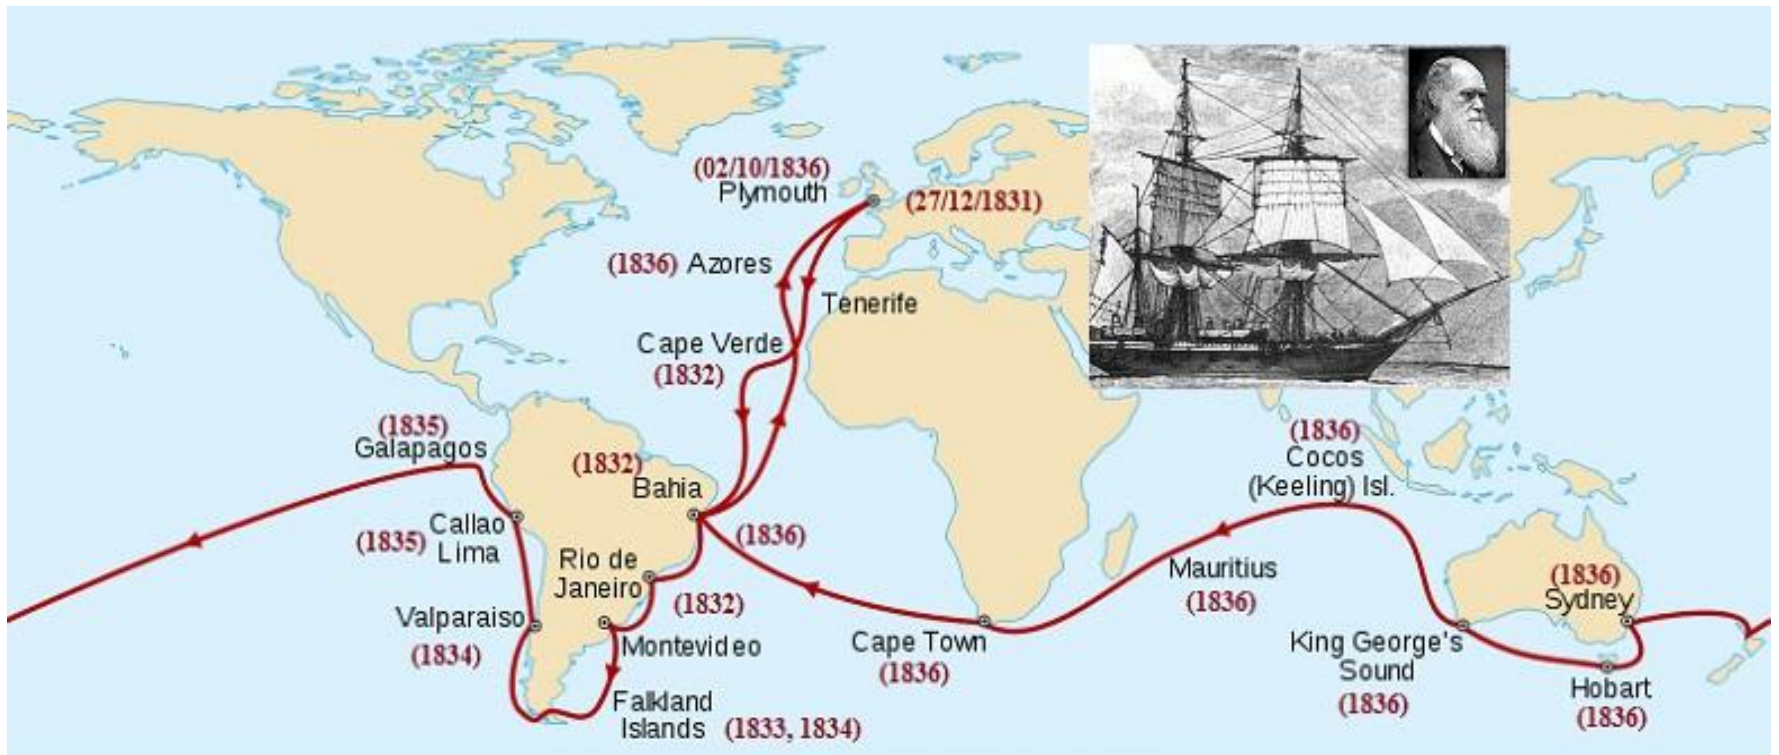 (02/10/1836)
Plymouth
(27/12/1831)
(1836) Azores
Tenerife
Cape Verde
(1832)
(1835)
Galapagos
(1832)
Bahia
(1836)
Cocos
(Keeling) Isl.
Callao
Lima
(1835)
(1836)
Rio de
Janeiro
(1832)
Mauritius
(1836)
(1836)
Sydney
Valparaiso
(1834)
Montevideo
Cape Town
(1836)
King George's
Sound
(1836)
Hobart
(1836)
Falkland
Islands (1833, 1834)